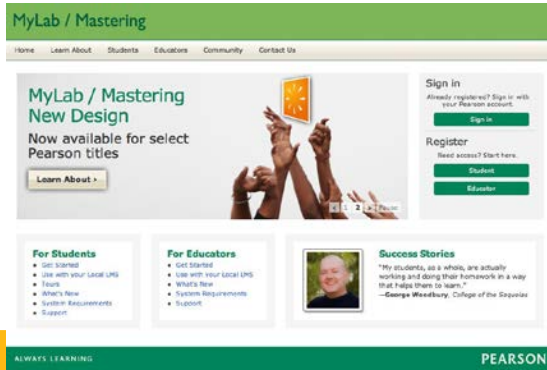 MyLab / Mastering
Home Learn About Students Educators Community Contact Us
MyLab / Mastering
New Design
Now available for select
Pearson titles
Learn About ›
1 2 Pause
Sign in
Already registered? Sign in with
your Pearson account.
Sign in
Register
Need access? Start here.
Student
Educator
For Students
Get Started
Use with your Local LMS
Tours
What's New
System Requirements
Support
For Educators
Get Started
Use with your Local LMS
What's New
System Requirements
Support
Success Stories
"My students, as a whole, are actually
working and doing their homework in a way
that helps them to learn."
—George Woodbury, College of the Sequoias
ALWAYS LEARNING
PEARSON